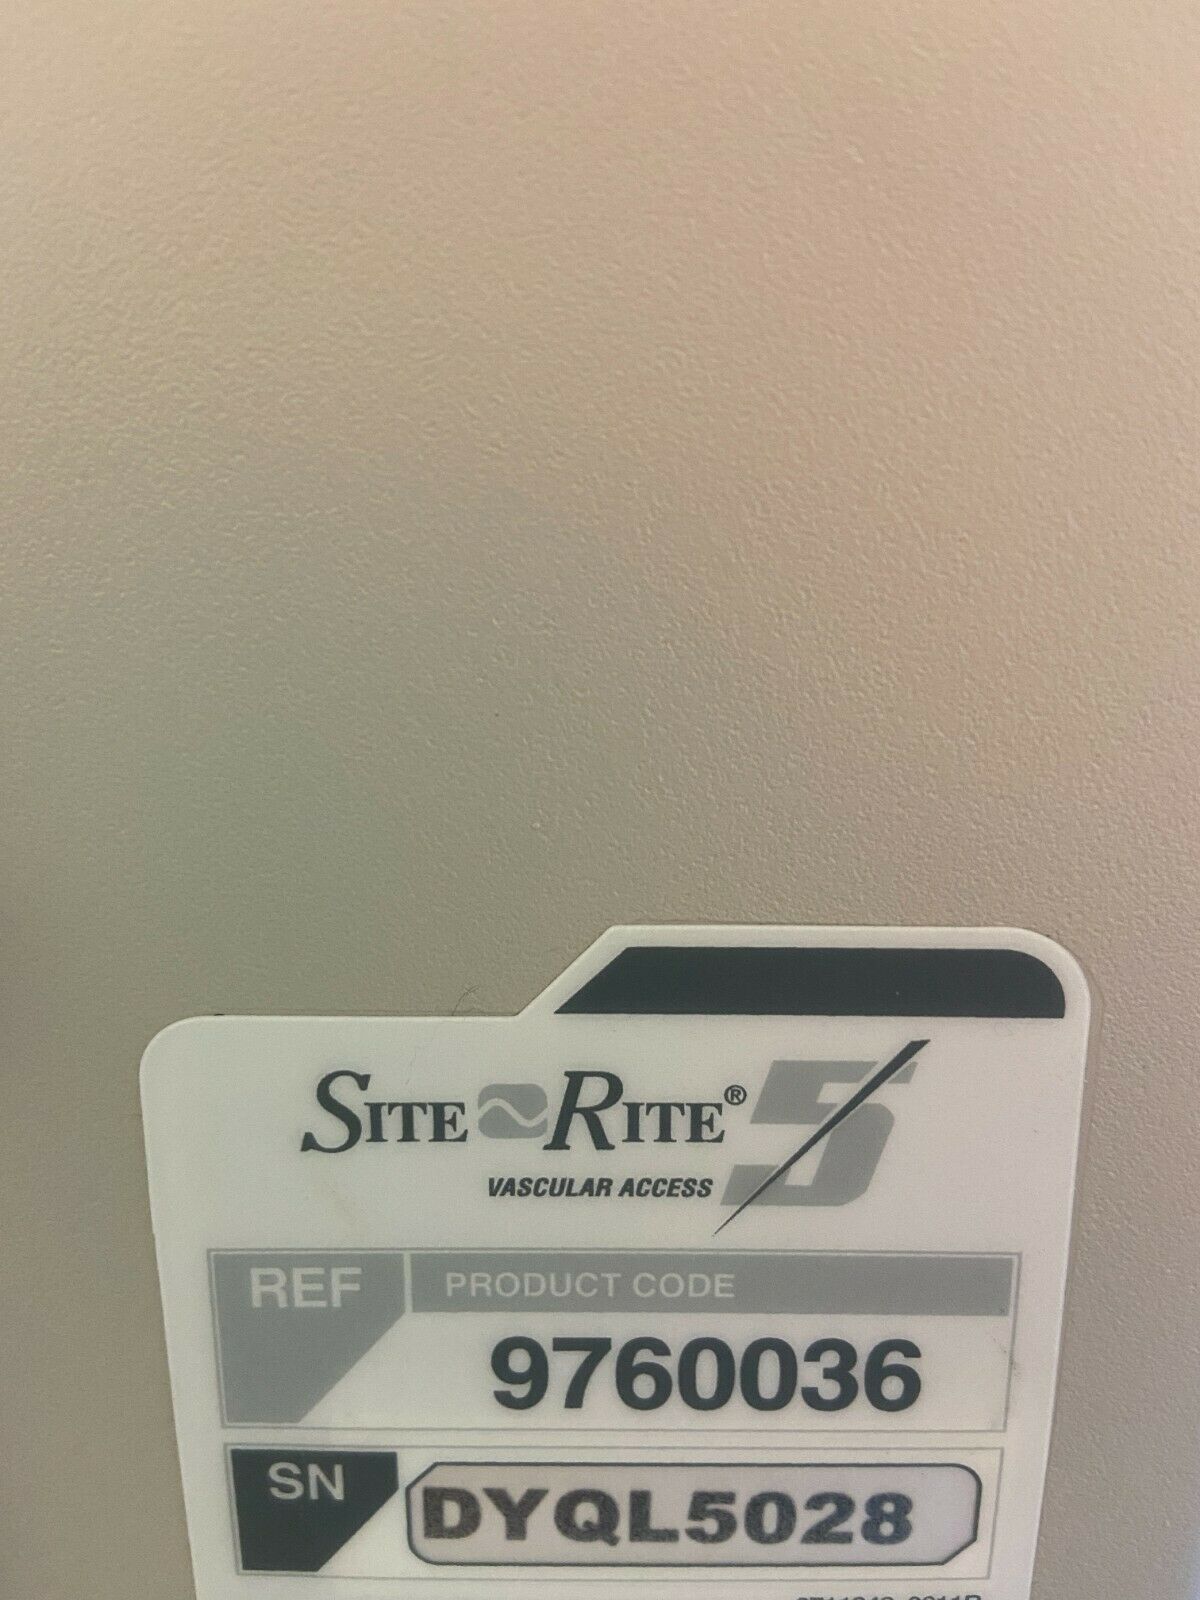 SITE RITE® 5
VASCULAR ACCESS
REF PRODUCT CODE
9760036
SN DYQL5028